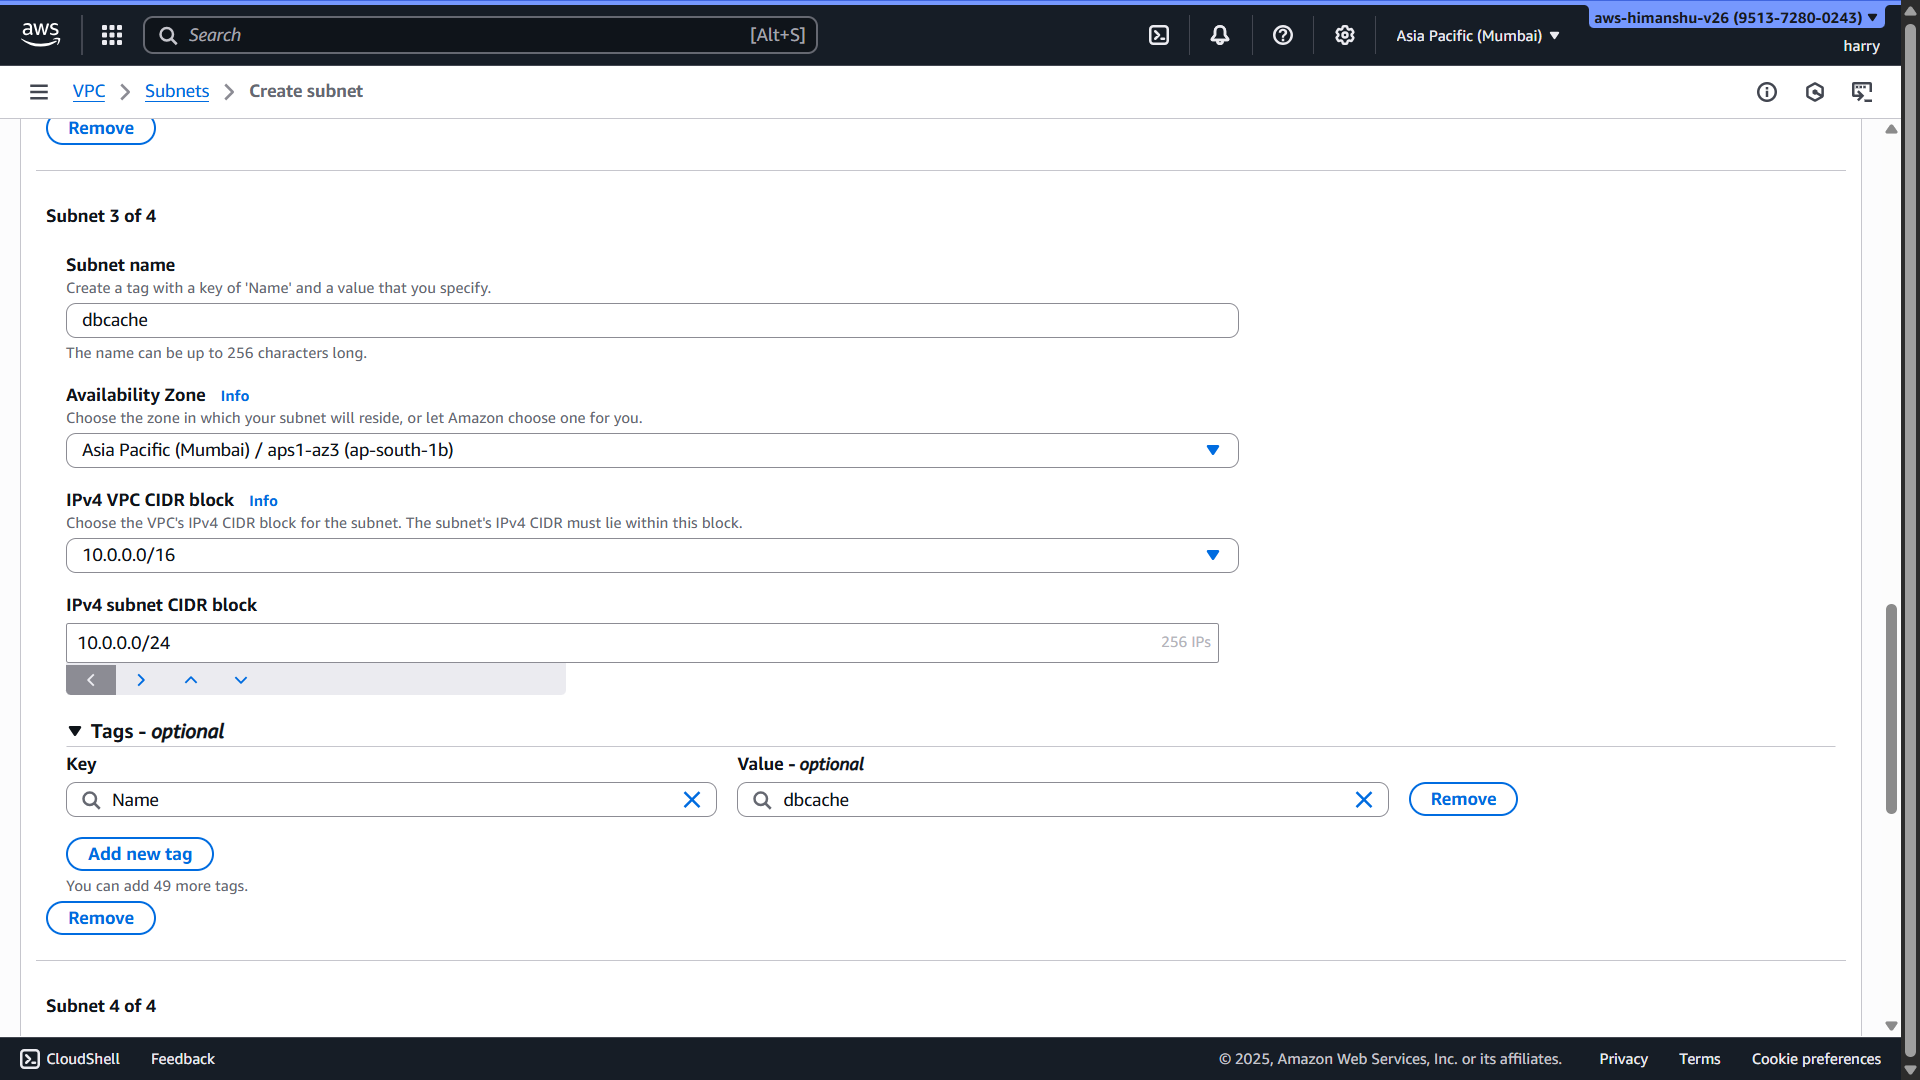 aws
Search [Alt+S]
Asia Pacific (Mumbai)
aws-himanshu-v26 (9513-7280-0243)
harry
VPC
Subnets
Create subnet
Remove
Subnet 3 of 4
Subnet name
Create a tag with a key of 'Name' and a value that you specify.
dbcache
The name can be up to 256 characters long.
Availability Zone Info
Choose the zone in which your subnet will reside, or let Amazon choose one for you.
Asia Pacific (Mumbai) / aps1-az3 (ap-south-1b)
IPv4 VPC CIDR block Info
Choose the VPC's IPv4 CIDR block for the subnet. The subnet's IPv4 CIDR must lie within this block.
10.0.0.0/16
IPv4 subnet CIDR block
10.0.0.0/24 256 IPs
Tags - optional
Key Value - optional
Name dbcache Remove
Add new tag
You can add 49 more tags.
Remove
Subnet 4 of 4
CloudShell Feedback © 2025, Amazon Web Services, Inc. or its affiliates. Privacy Terms Cookie preferences